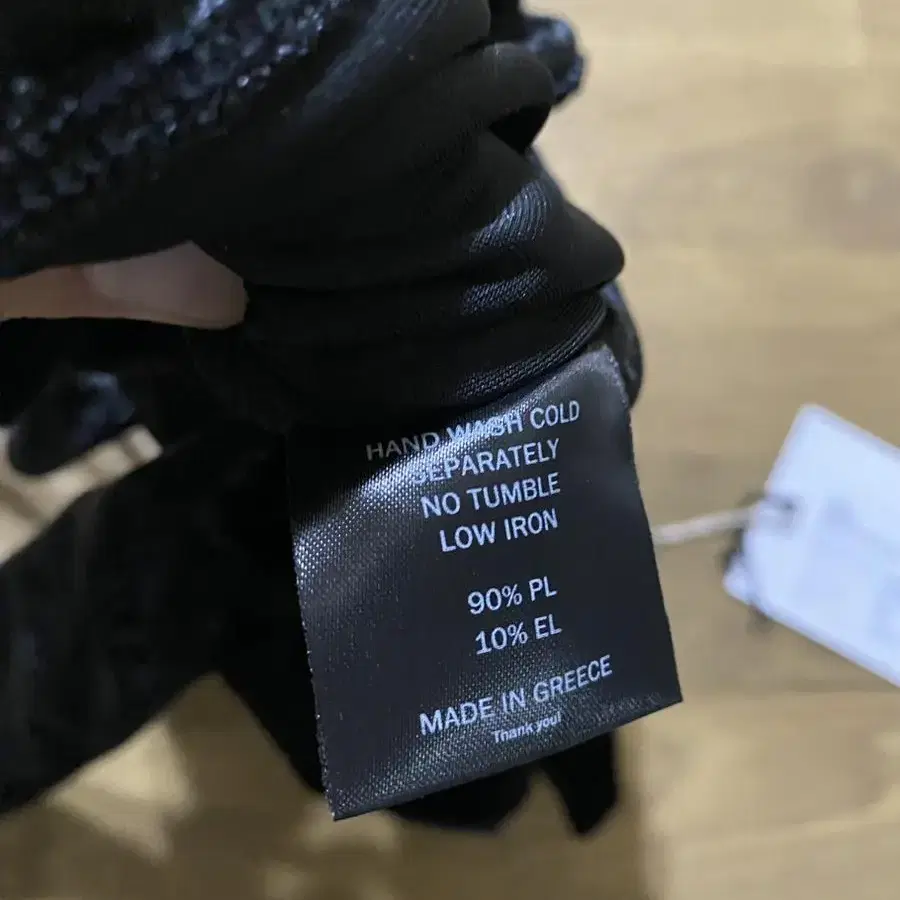 HAND WASH COLD
SEPARATELY
NO TUMBLE
LOW IRON
90% PL
10% EL
MADE IN GREECE
Thank you!